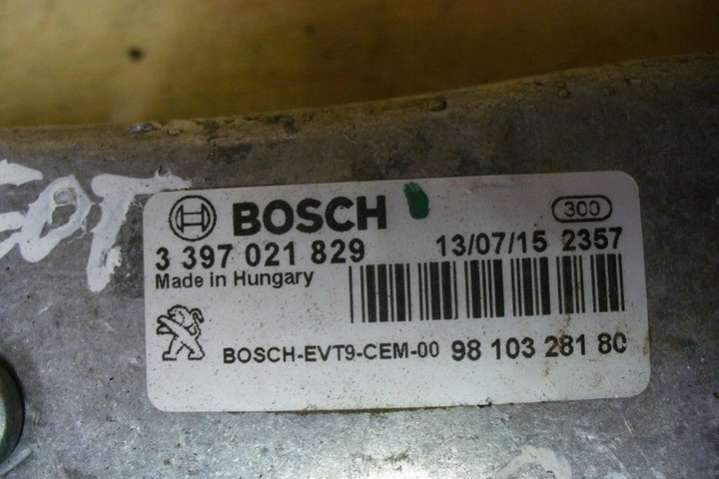 EOT
BOSCH 300
3 397 021 829 13/07/15 2357
Made in Hungary
BOSCH-EVT9-CEM-00 98 103 281 80